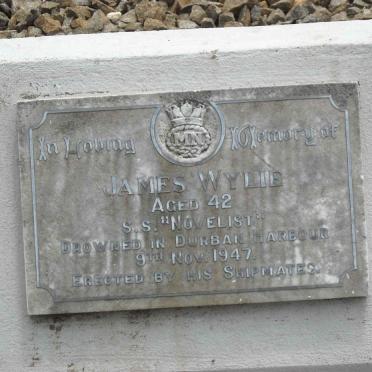 MN
In Loving Memory of
JAMES WYLIE
AGED 42
S.S. "NOVELIST"
DROWNED IN DURBAN HARBOUR
9TH NOV. 1947.
ERECTED BY HIS SHIPMATES.